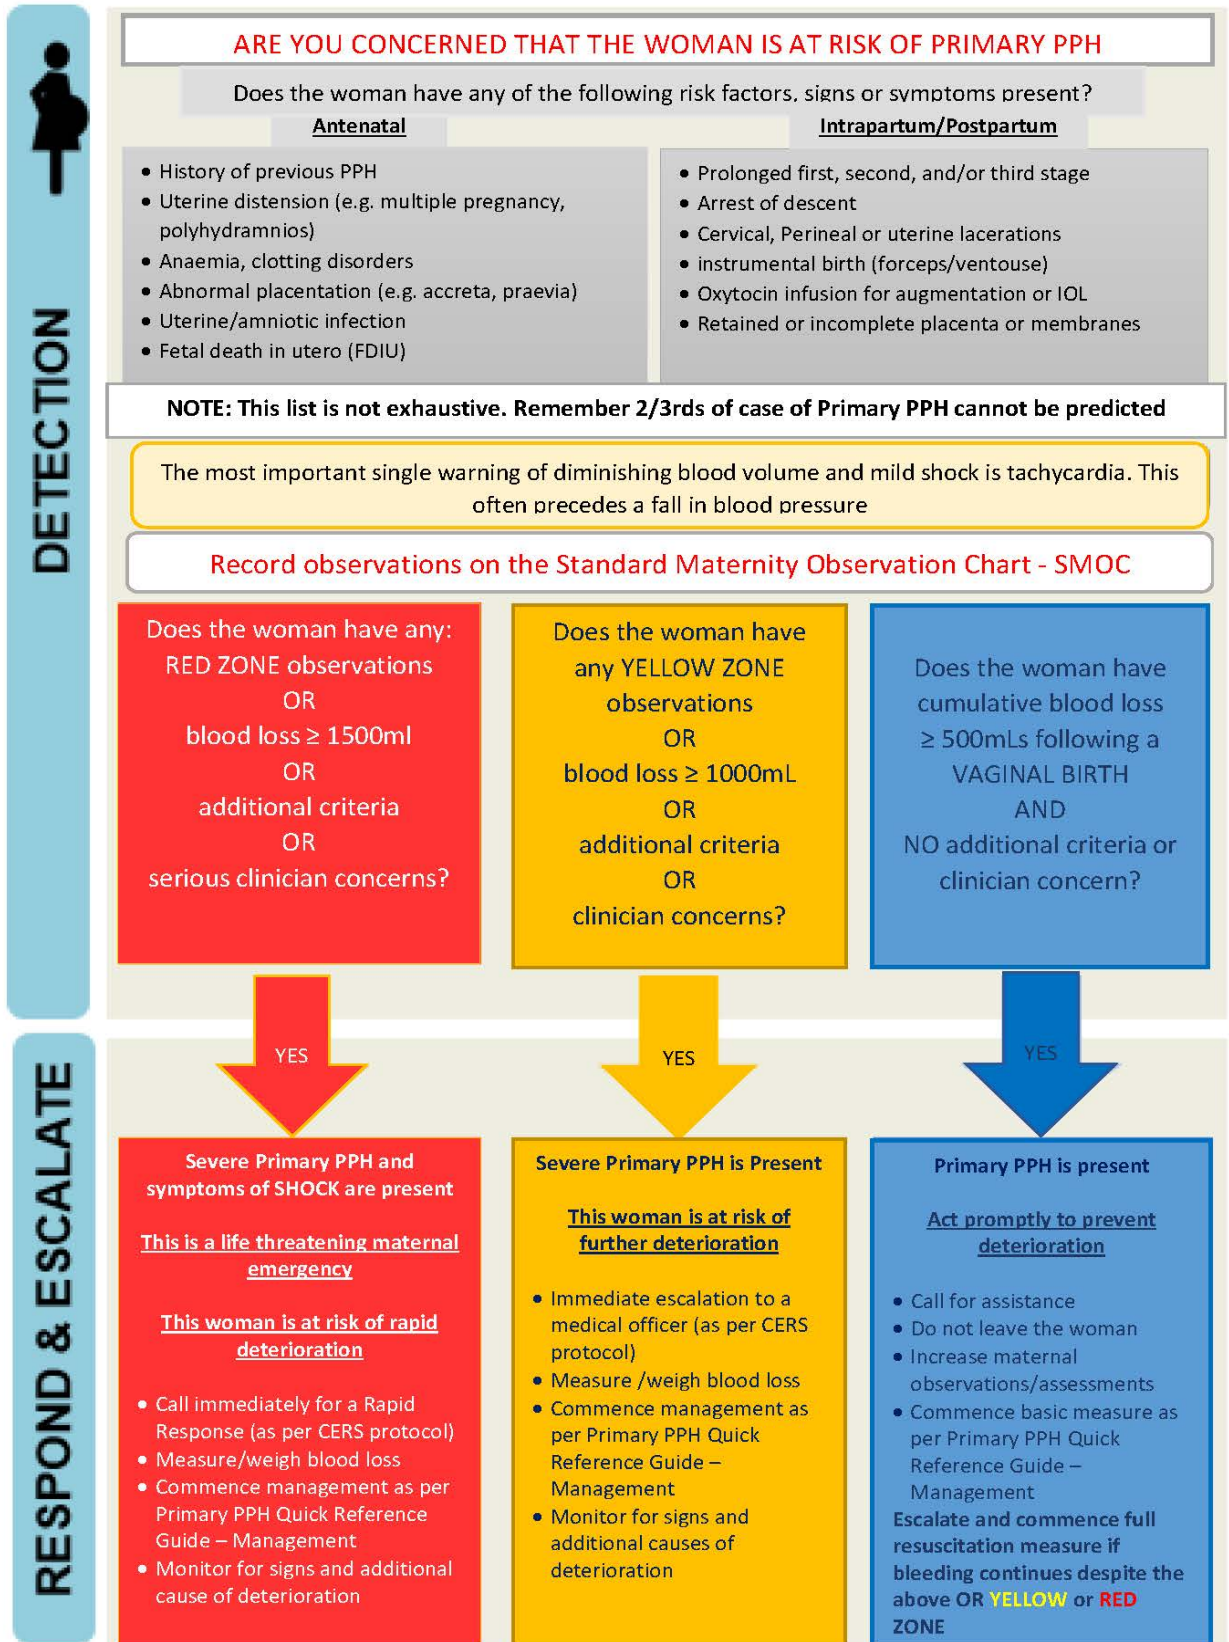 DETECTION
ARE YOU CONCERNED THAT THE WOMAN IS AT RISK OF PRIMARY PPH
Does the woman have any of the following risk factors, signs or symptoms present?
Antenatal
• History of previous PPH
• Uterine distension (e.g. multiple pregnancy,
polyhydramnios)
• Anaemia, clotting disorders
• Abnormal placentation (e.g. accreta, praevia)
• Uterine/amniotic infection
• Fetal death in utero (FDIU)
Intrapartum/Postpartum
• Prolonged first, second, and/or third stage
• Arrest of descent
• Cervical, Perineal or uterine lacerations
• instrumental birth (forceps/ventouse)
• Oxytocin infusion for augmentation or IOL
• Retained or incomplete placenta or membranes
NOTE: This list is not exhaustive. Remember 2/3rds of case of Primary PPH cannot be predicted
The most important single warning of diminishing blood volume and mild shock is tachycardia. This
often precedes a fall in blood pressure
Record observations on the Standard Maternity Observation Chart - SMOC
Does the woman have any:
RED ZONE observations
OR
blood loss ≥ 1500ml
OR
additional criteria
OR
serious clinician concerns?
Does the woman have
any YELLOW ZONE
observations
OR
blood loss ≥ 1000mL
OR
additional criteria
OR
clinician concerns?
Does the woman have
cumulative blood loss
≥ 500mLs following a
VAGINAL BIRTH
AND
NO additional criteria or
clinician concern?
RESPOND & ESCALATE
YES
YES
YES
Severe Primary PPH and
symptoms of SHOCK are present
This is a life threatening maternal
emergency
This woman is at risk of rapid
deterioration
• Call immediately for a Rapid
Response (as per CERS protocol)
• Measure/weigh blood loss
• Commence management as per
Primary PPH Quick Reference
Guide – Management
• Monitor for signs and additional
cause of deterioration
Severe Primary PPH is Present
This woman is at risk of
further deterioration
• Immediate escalation to a
medical officer (as per CERS
protocol)
• Measure /weigh blood loss
• Commence management as
per Primary PPH Quick
Reference Guide –
Management
• Monitor for signs and
additional causes of
deterioration
Primary PPH is present
Act promptly to prevent
deterioration
• Call for assistance
• Do not leave the woman
• Increase maternal
observations/assessments
• Commence basic measure as
per Primary PPH Quick
Reference Guide –
Management
Escalate and commence full
resuscitation measure if
bleeding continues despite the
above OR YELLOW or RED
ZONE